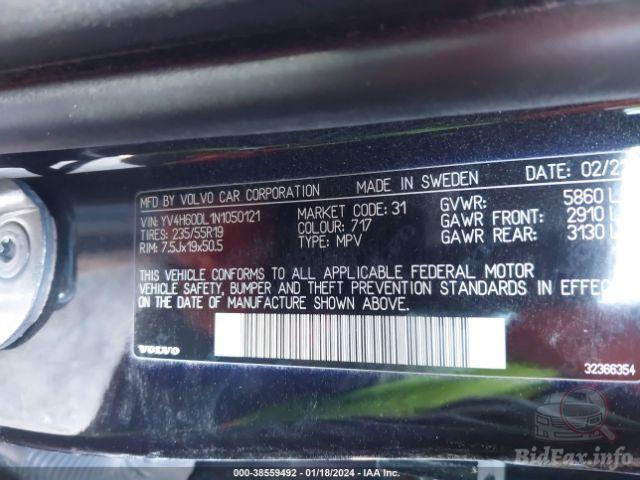 MFD BY VOLVO CAR CORPORATION MADE IN SWEDEN DATE: 02/2
VIN: YV4H60DL1N1050121 MARKET CODE: 31 GVWR: 5860 L
TIRES: 235/55R19 COLOUR: 717 GAWR FRONT: 2910 L
RIM: 7.5Jx19x50.5 TYPE: MPV GAWR REAR: 3130 L
THIS VEHICLE CONFORMS TO ALL APPLICABLE FEDERAL MOTOR
VEHICLE SAFETY, BUMPER AND THEFT PREVENTION STANDARDS IN EFFEC
ON THE DATE OF MANUFACTURE SHOWN ABOVE.
VOLVO
32366354
BidFax.info
000-38559492 - 01/18/2024 - IAA Inc.